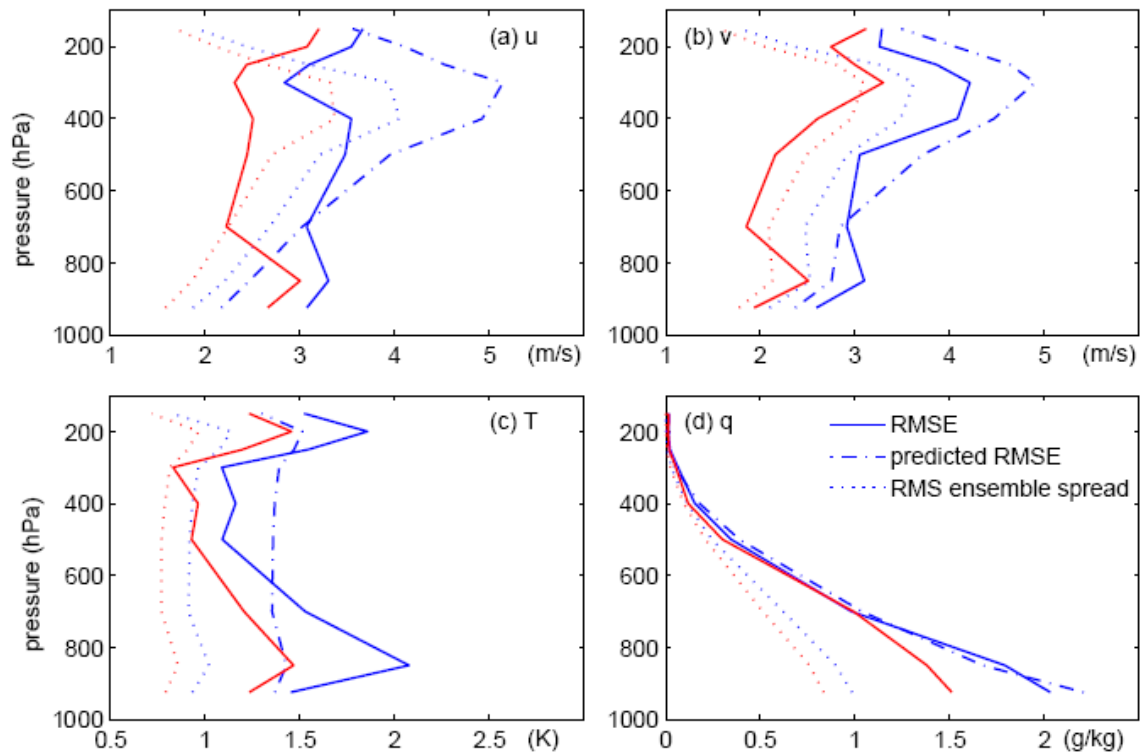 (a) u
(b) v
200
400
600
800
1000
pressure (hPa)
1 2 3 4 5 (m/s)
200
400
600
800
1000
1 2 3 4 5 (m/s)
(c) T
(d) q
RMSE
predicted RMSE
RMS ensemble spread
200
400
600
800
1000
pressure (hPa)
0.5 1 1.5 2 2.5 (K)
200
400
600
800
1000
0 0.5 1 1.5 2 (g/kg)